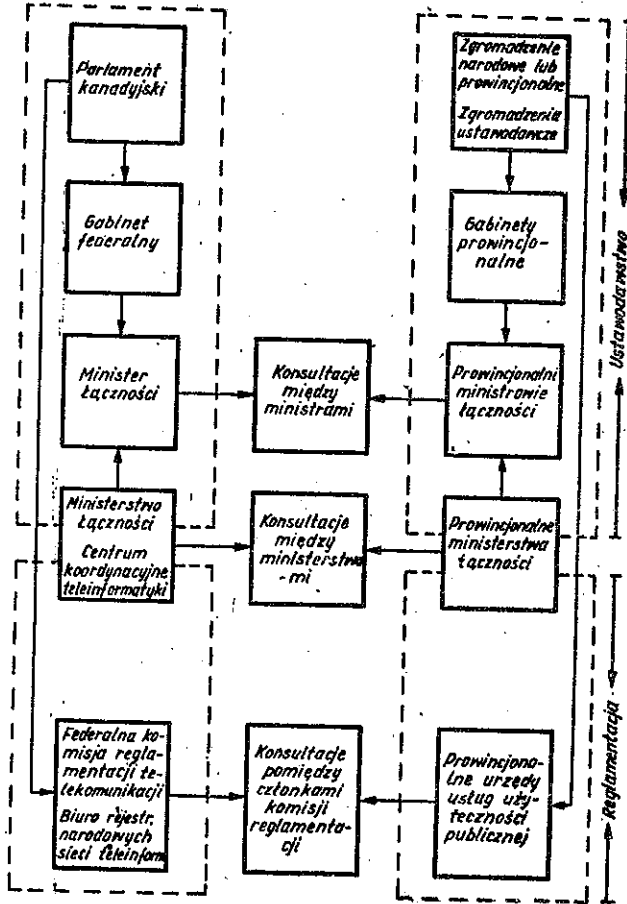 Parlament
kanadyjski
Zgromadzenie
narodowe lub
prowincjonalne
Zgromadzenie
ustawodawcze
Gabinet
federalny
Gabinety
prowincjo-
nalne
Minister
Łączności
Konsultacje
między
ministrami
Prowincjonalni
ministrowie
łączności
Ministerstwo
Łączności
Centrum
koordynacyjne
teleinformatyki
Konsultacje
między
ministerstwa
-mi
Prowincjonalne
ministerstwa
Łączności
Federalna ko-
misja regla-
mentacji te-
lekomunikacji
Biuro rejestr.
narodowych
sieci teleinform
Konsultacje
pomiędzy
członkami
komisji
reglamenta-
cji
Prowincjona-
lne urzędy
usług uży-
teczności
publicznej
Ustawodawstwo
Reglamentacja